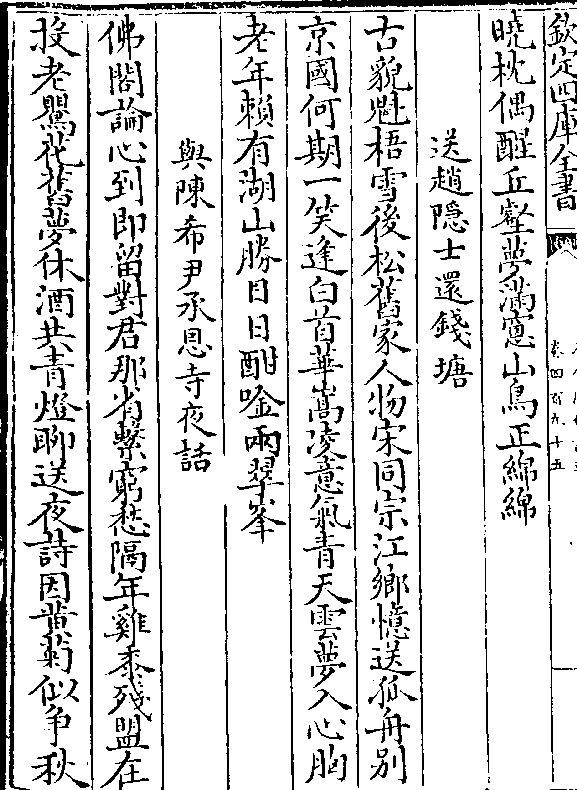 欽定四庫全書
卷四百九十五
曉枕偶醒丘壑夢滿窻山鳥正綿綿
送趙隱士還錢塘
古貌魁梧雪後松舊家人物宋同宗江鄉憶送孤舟别
京國何期一笑逢白首華嵩凌意氣青天雲夢入心胸
老年賴有湖山勝日日酣唫兩翠峯
與陳希尹承恩寺夜話
佛閣論心到即留對君那省繫窮愁隔年雞黍殘盟在
投老鶯花舊夢休酒共青燈聊送夜詩因黄菊似争秋